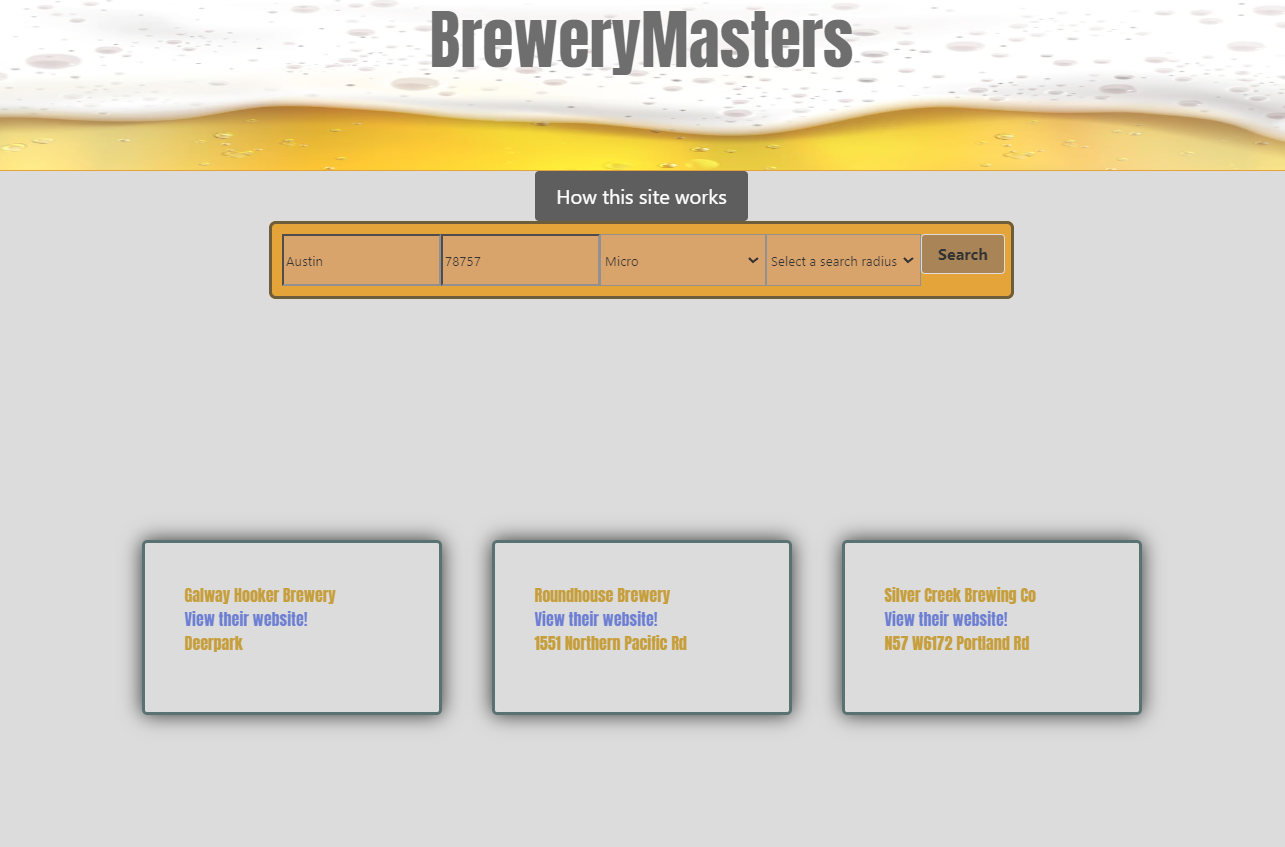 BreweryMasters
How this site works
Austin 78757 Micro Select a search radius Search
Galway Hooker Brewery
View their website!
Deerpark
Roundhouse Brewery
View their website!
1551 Northern Pacific Rd
Silver Creek Brewing Co
View their website!
N57 W6172 Portland Rd